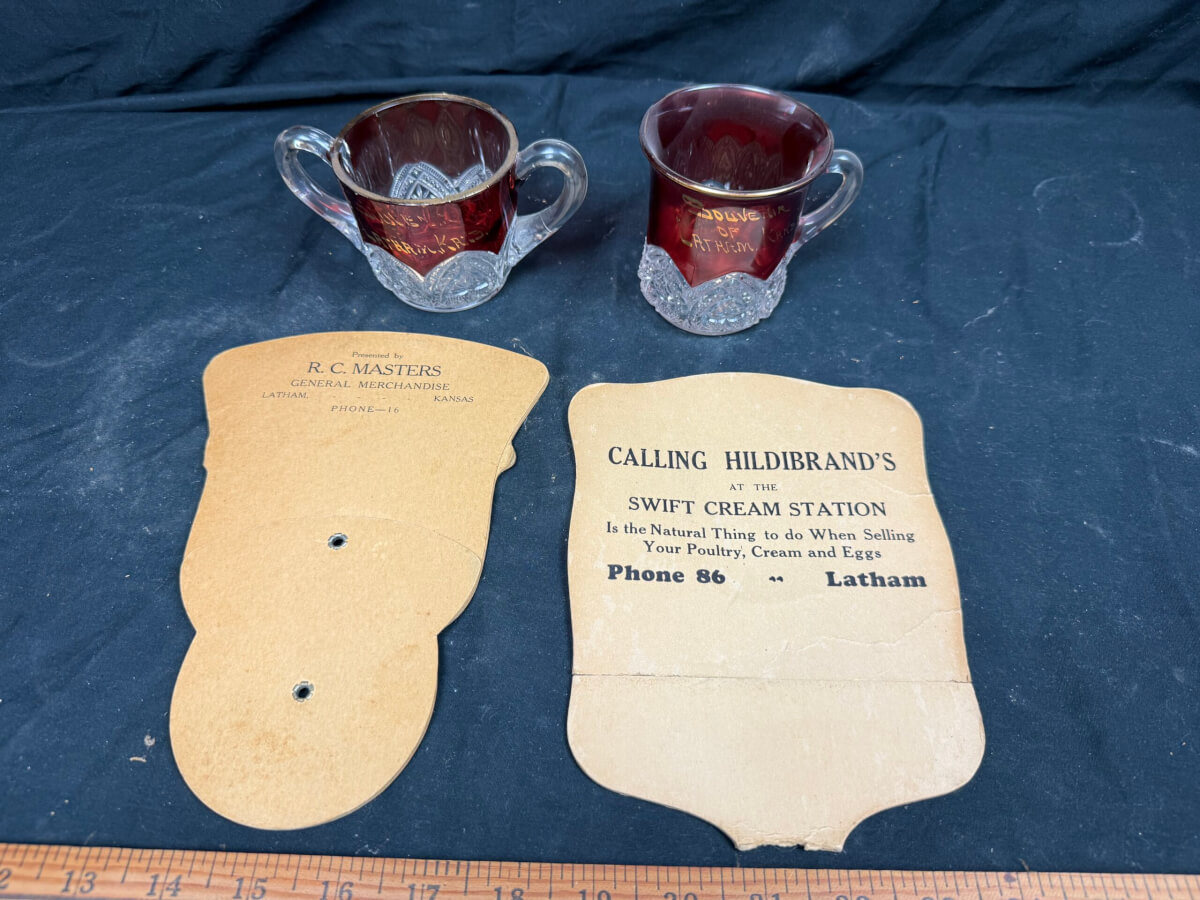 SOUVENIR
OF
LATHAM, KANS
LATHAM, KANS
Presented by
R. C. MASTERS
GENERAL MERCHANDISE
LATHAM, - - - KANSAS
PHONE—16
CALLING HILDIBRAND'S
AT THE
SWIFT CREAM STATION
Is the Natural Thing to do When Selling
Your Poultry, Cream and Eggs
Phone 86 " Latham
2 13 14 15 16 17 18 19 20 21 22 23